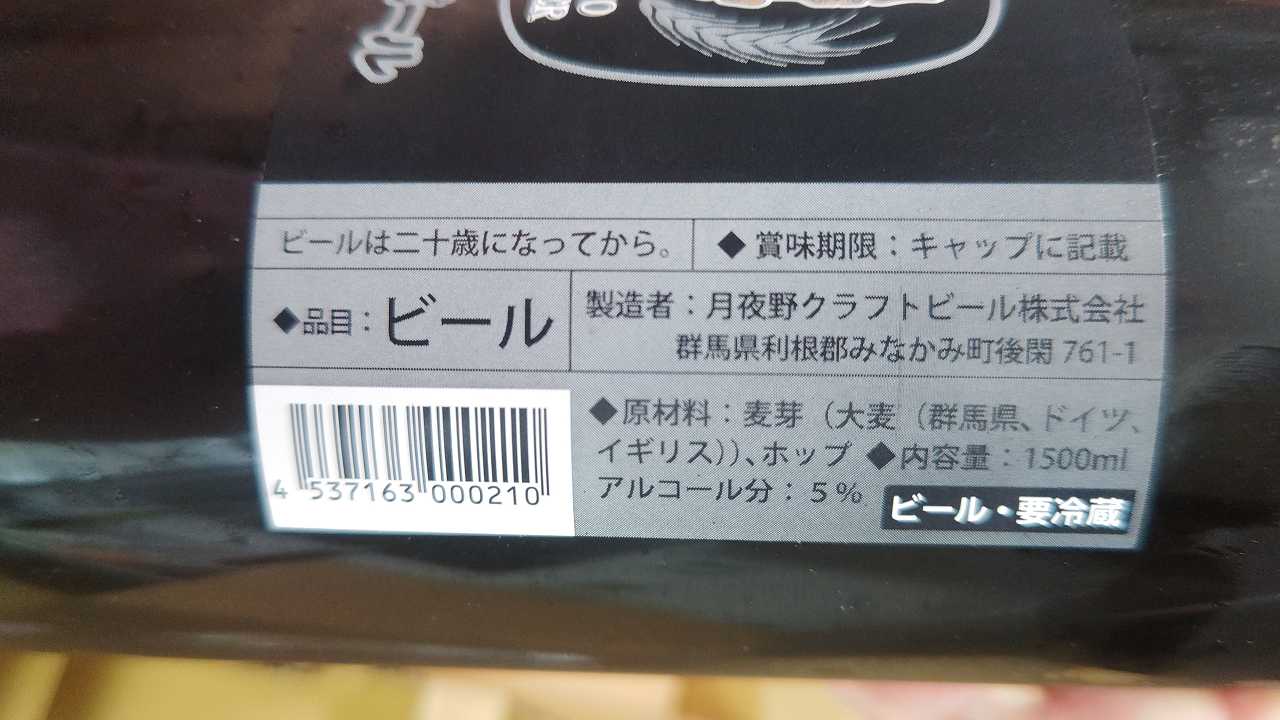 ール
ビールは二十歳になってから。
◆賞味期限：キャップに記載
◆品目：ビール
製造者：月夜野クラフトビール株式会社
群馬県利根郡みなかみ町後閑 761-1
◆原材料：麦芽（大麦（群馬県、ドイツ、
イギリス））、ホップ ◆内容量：1500ml
アルコール分：５％
ビール・要冷蔵
4 537163 000210